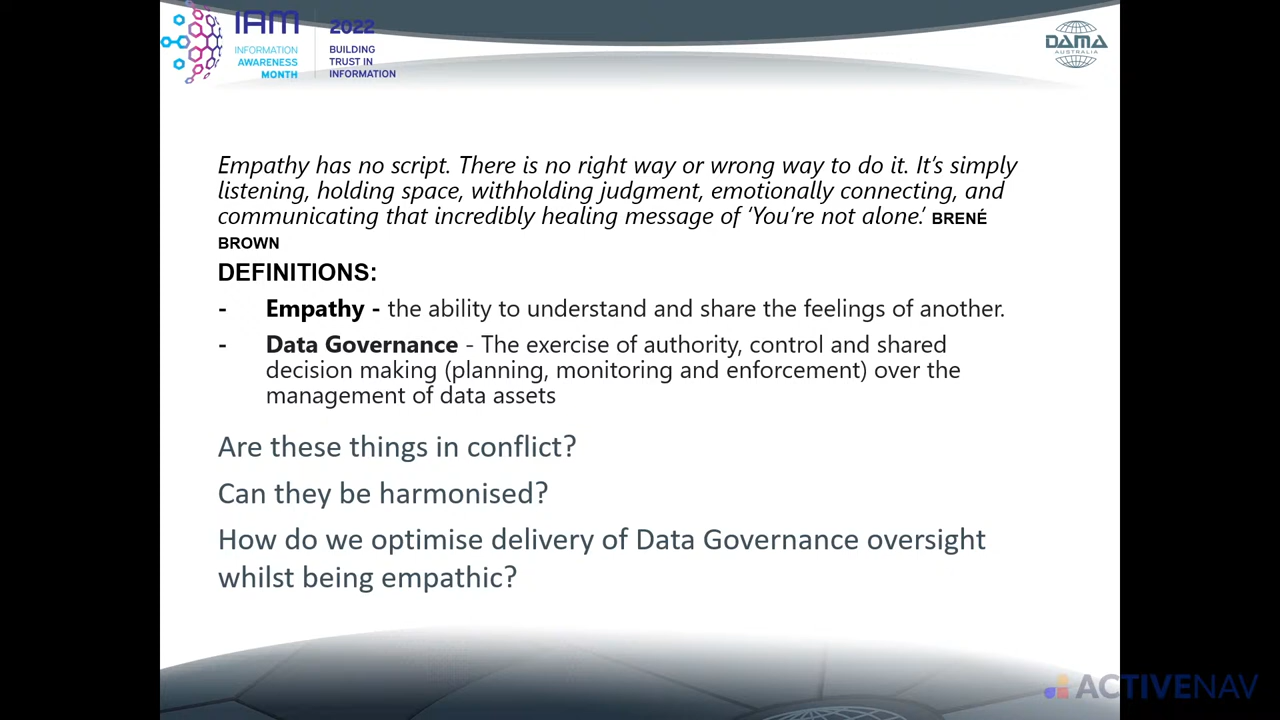 IAM
INFORMATION
AWARENESS
MONTH
2022
BUILDING
TRUST IN
INFORMATION
DAMA
AUSTRALIA
Empathy has no script. There is no right way or wrong way to do it. It’s simply
listening, holding space, withholding judgment, emotionally connecting, and
communicating that incredibly healing message of ‘You’re not alone.’ BRENÉ
BROWN
DEFINITIONS:
- Empathy - the ability to understand and share the feelings of another.
- Data Governance - The exercise of authority, control and shared
decision making (planning, monitoring and enforcement) over the
management of data assets
Are these things in conflict?
Can they be harmonised?
How do we optimise delivery of Data Governance oversight
whilst being empathic?
ACTIVENAV